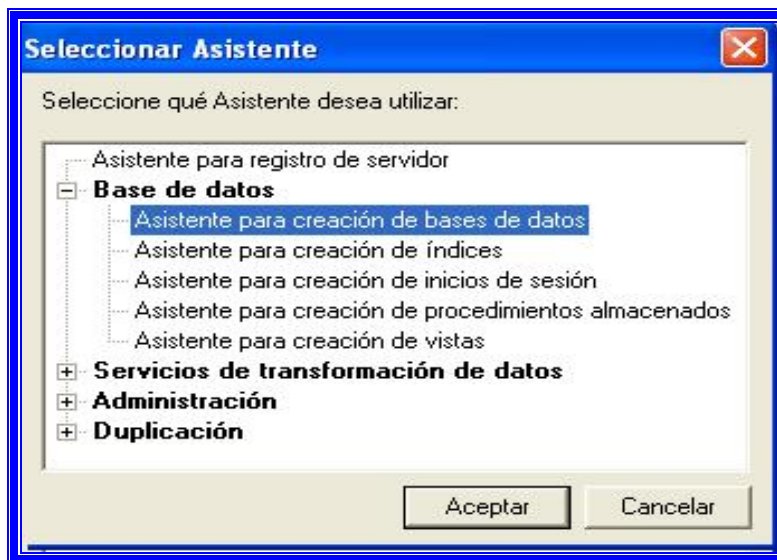 Seleccionar Asistente
Seleccione qué Asistente desea utilizar:
Asistente para registro de servidor
Base de datos
Asistente para creación de bases de datos
Asistente para creación de índices
Asistente para creación de inicios de sesión
Asistente para creación de procedimientos almacenados
Asistente para creación de vistas
Servicios de transformación de datos
Administración
Duplicación
Aceptar Cancelar